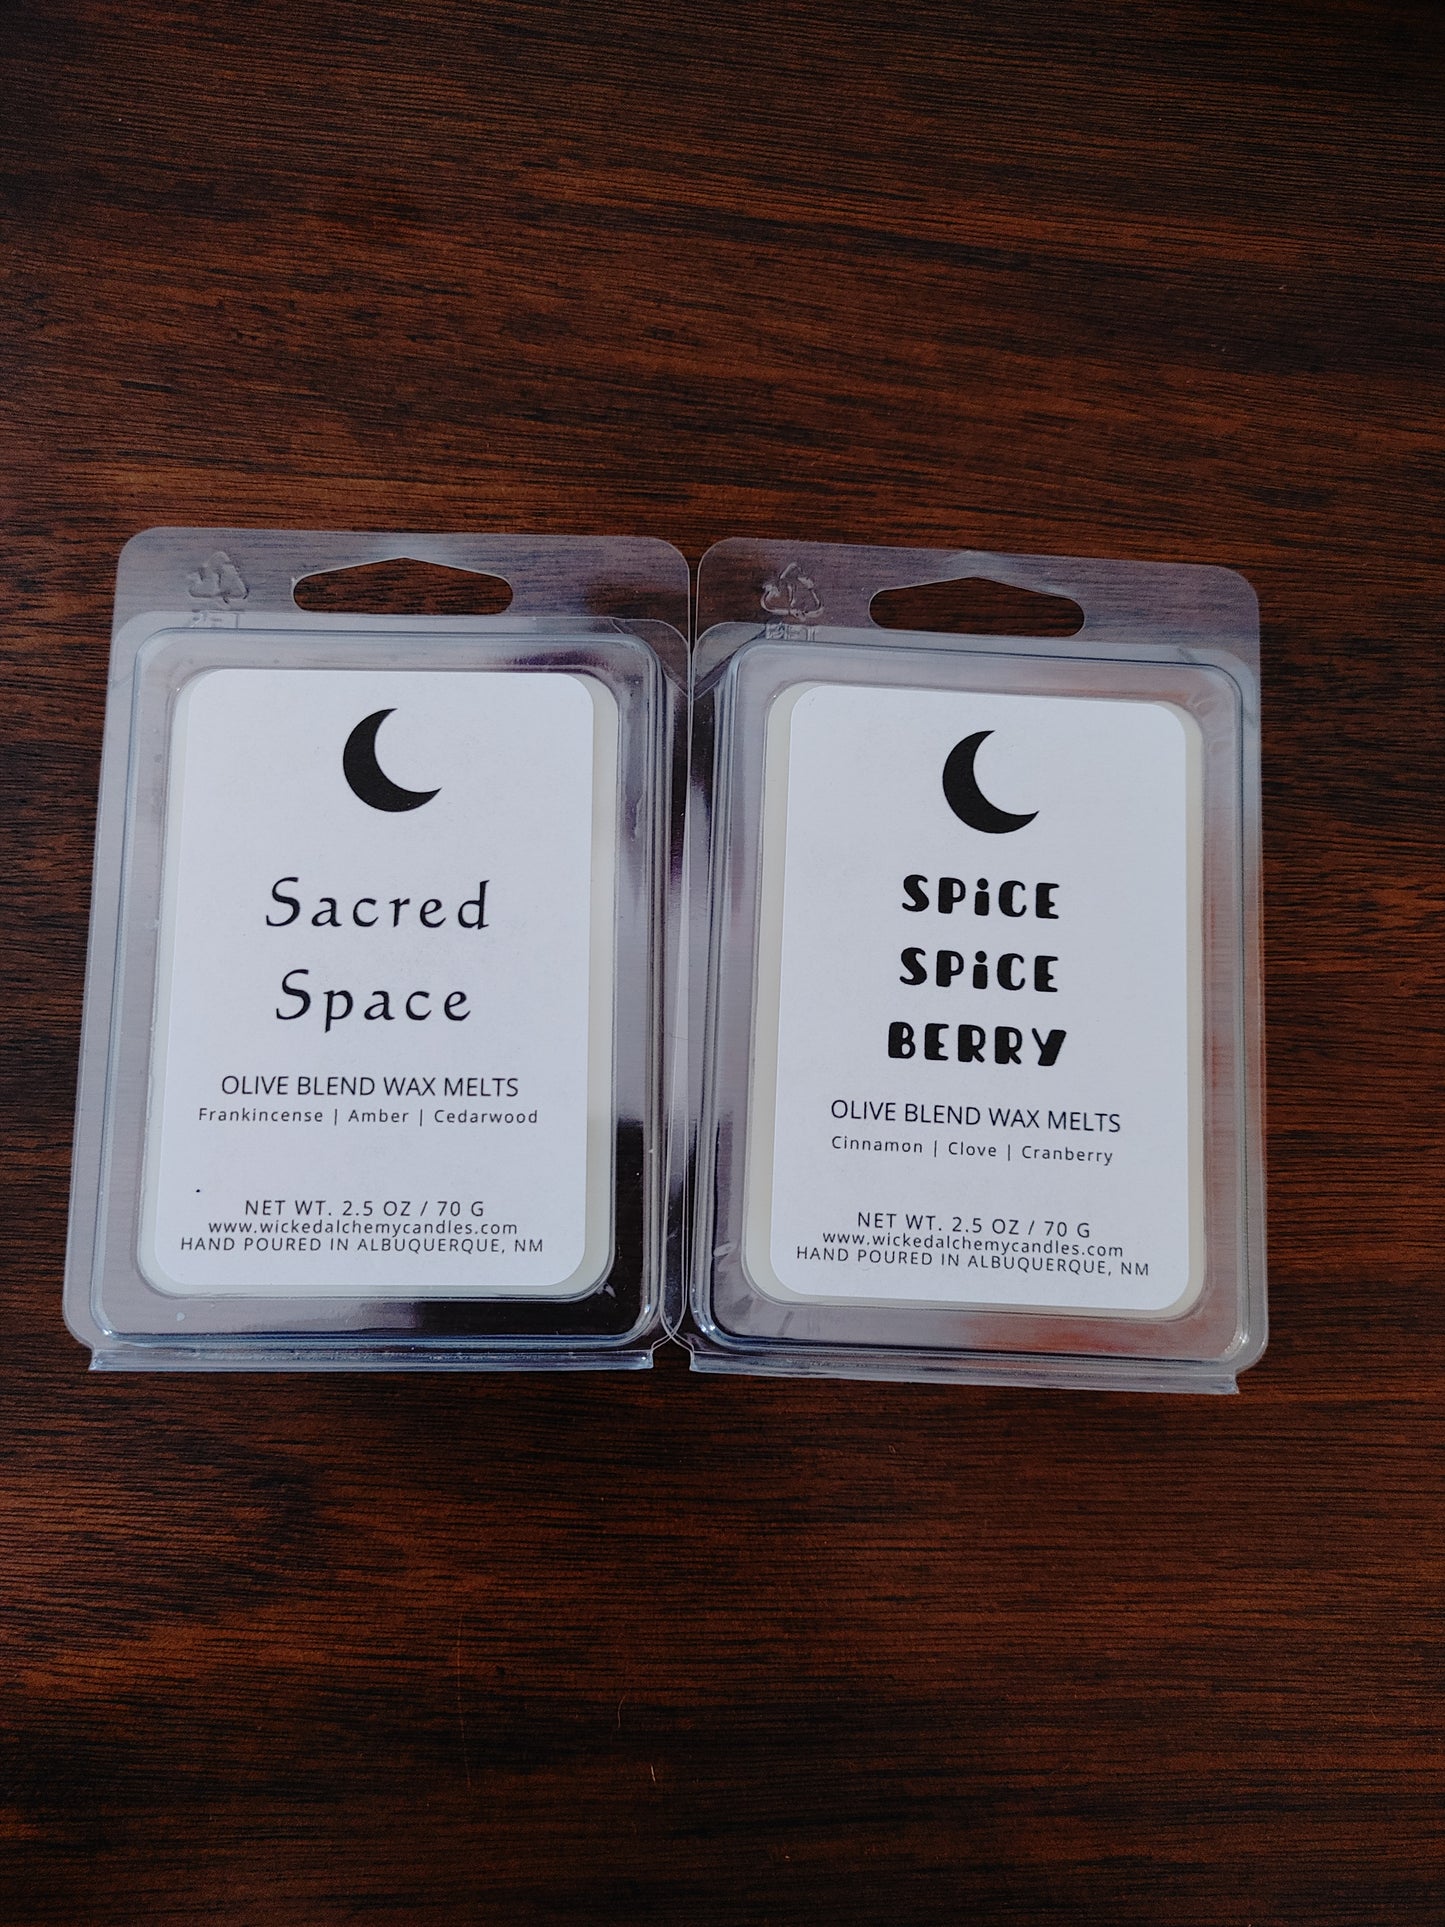 Sacred
Space
OLIVE BLEND WAX MELTS
Frankincense | Amber | Cedarwood
NET WT. 2.5 OZ / 70 G
www.wickedalchemycandles.com
HAND POURED IN ALBUQUERQUE, NM
SPiCE
SPiCE
BERRY
OLIVE BLEND WAX MELTS
Cinnamon | Clove | Cranberry
NET WT. 2.5 OZ / 70 G
www.wickedalchemycandles.com
HAND POURED IN ALBUQUERQUE, NM